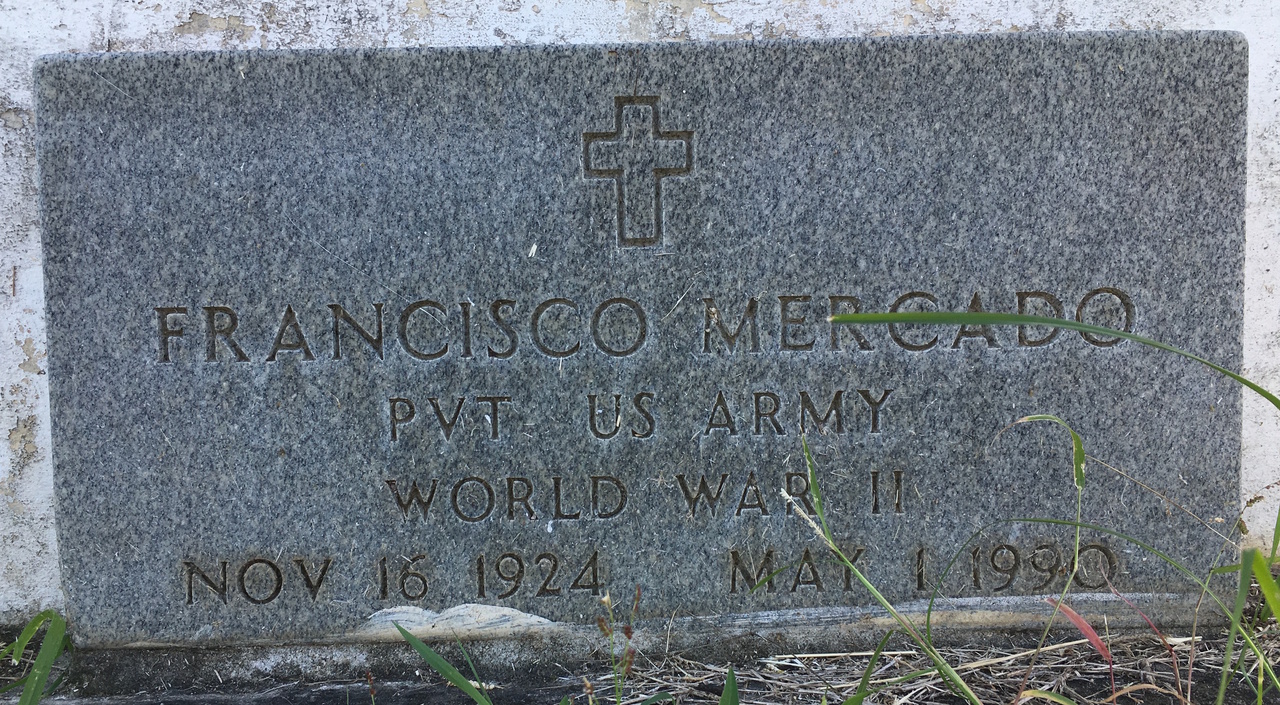 FRANCISCO MERCADO
PVT US ARMY
WORLD WAR II
NOV 16 1924 MAY 1 1990